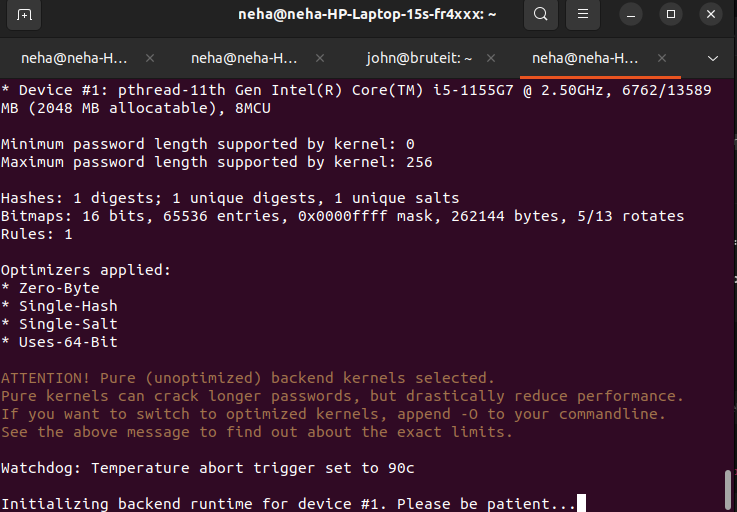 neha@neha-HP-Laptop-15s-fr4xxx: ~
neha@neha-H...
neha@neha-H...
john@bruteit: ~
neha@neha-H...
* Device #1: pthread-11th Gen Intel(R) Core(TM) i5-1155G7 @ 2.50GHz, 6762/13589
MB (2048 MB allocatable), 8MCU
Minimum password length supported by kernel: 0
Maximum password length supported by kernel: 256
Hashes: 1 digests; 1 unique digests, 1 unique salts
Bitmaps: 16 bits, 65536 entries, 0x0000ffff mask, 262144 bytes, 5/13 rotates
Rules: 1
Optimizers applied:
* Zero-Byte
* Single-Hash
* Single-Salt
* Uses-64-Bit
ATTENTION! Pure (unoptimized) backend kernels selected.
Pure kernels can crack longer passwords, but drastically reduce performance.
If you want to switch to optimized kernels, append -O to your commandline.
See the above message to find out about the exact limits.
Watchdog: Temperature abort trigger set to 90c
Initializing backend runtime for device #1. Please be patient...